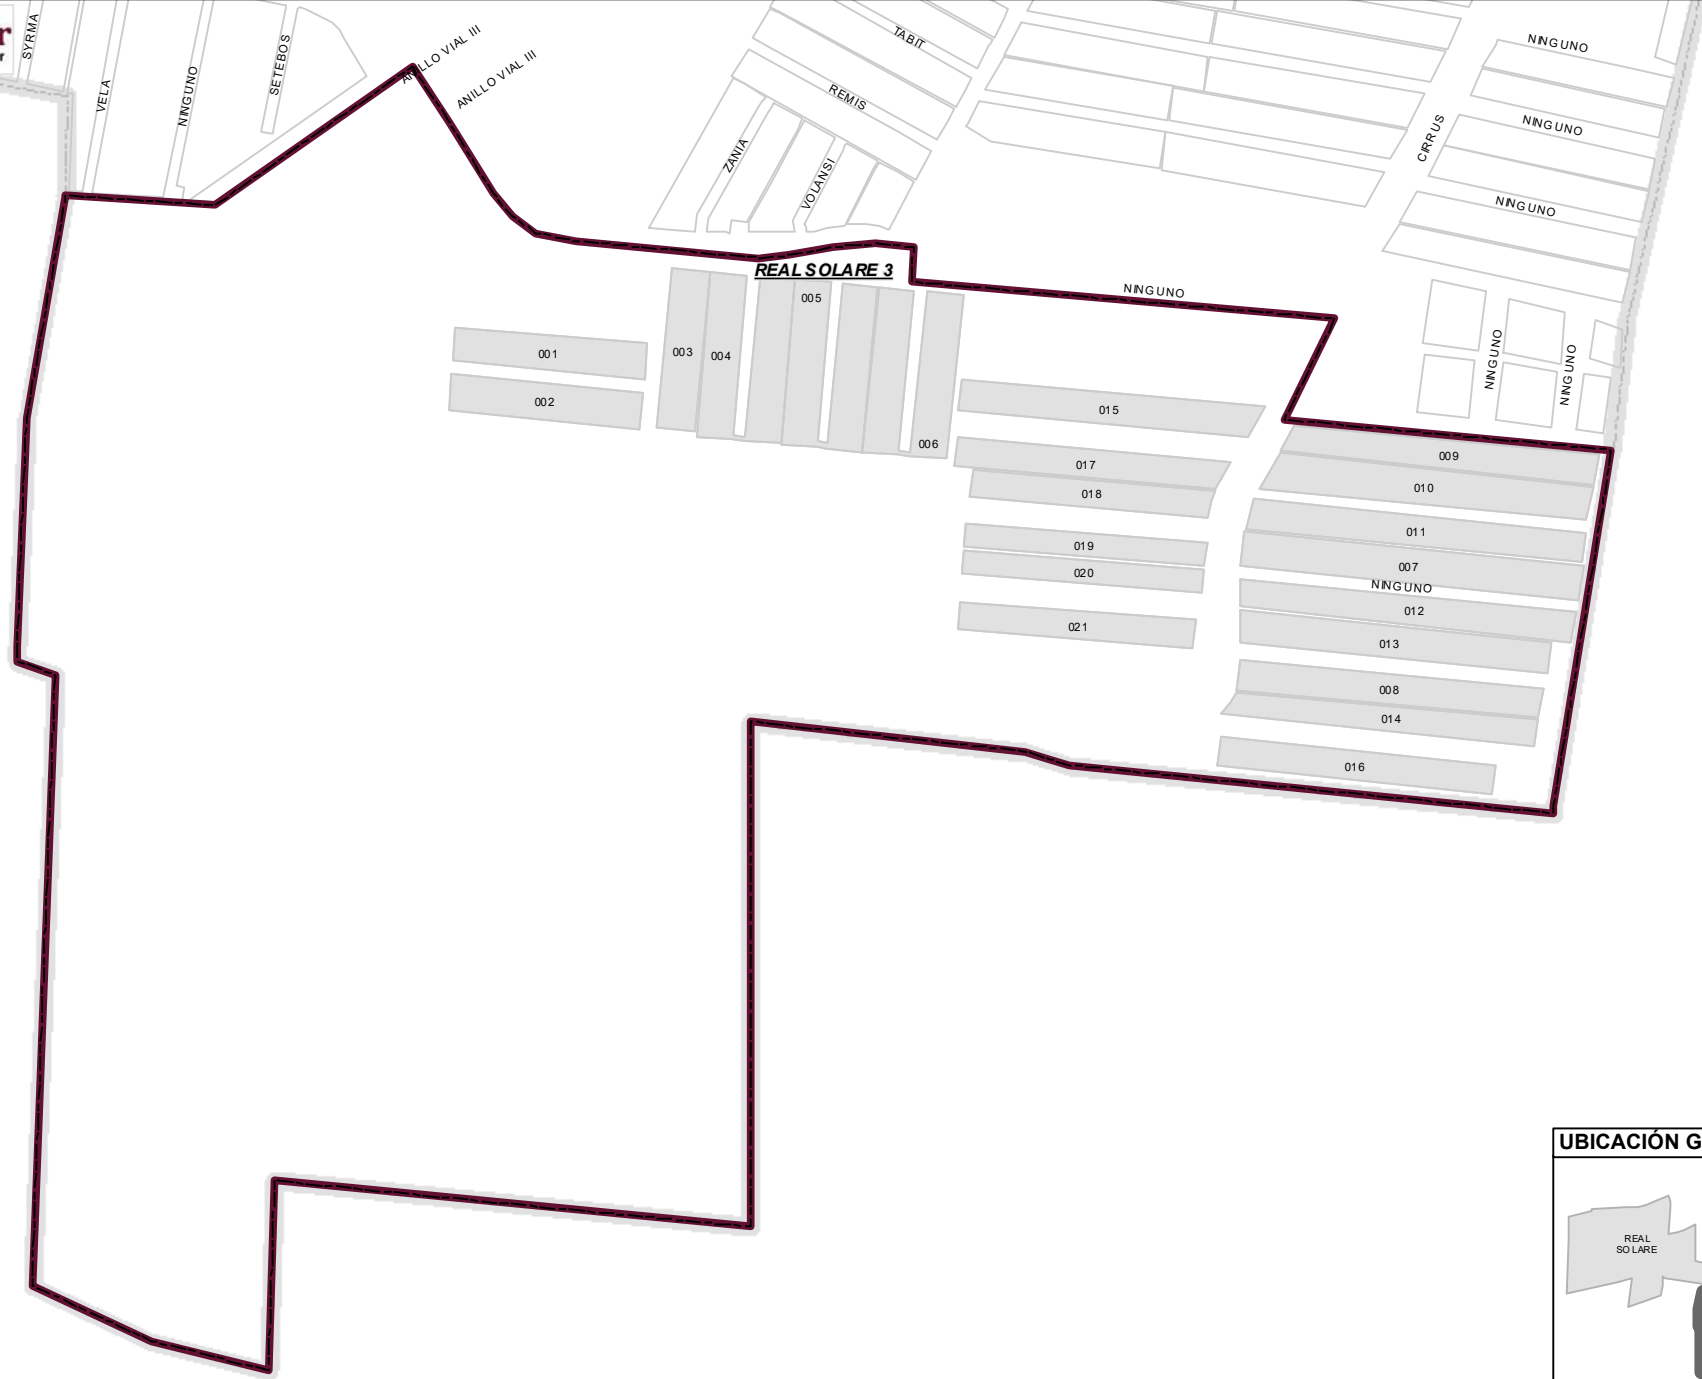 r
SYRMA
VELA
NINGUNO
SETEBOS
ANILLO VIAL III
ANILLO VIAL III
TABIT
REMIS
ZANIA
VOLANSI
CIRRUS
NINGUNO
NINGUNO
NINGUNO
NINGUNO
NINGUNO
NINGUNO
REAL SOLARE 3
001
002
003
004
005
006
015
017
018
019
020
021
009
010
011
007
NINGUNO
012
013
008
014
016
UBICACIÓN G
REAL
SOLARE